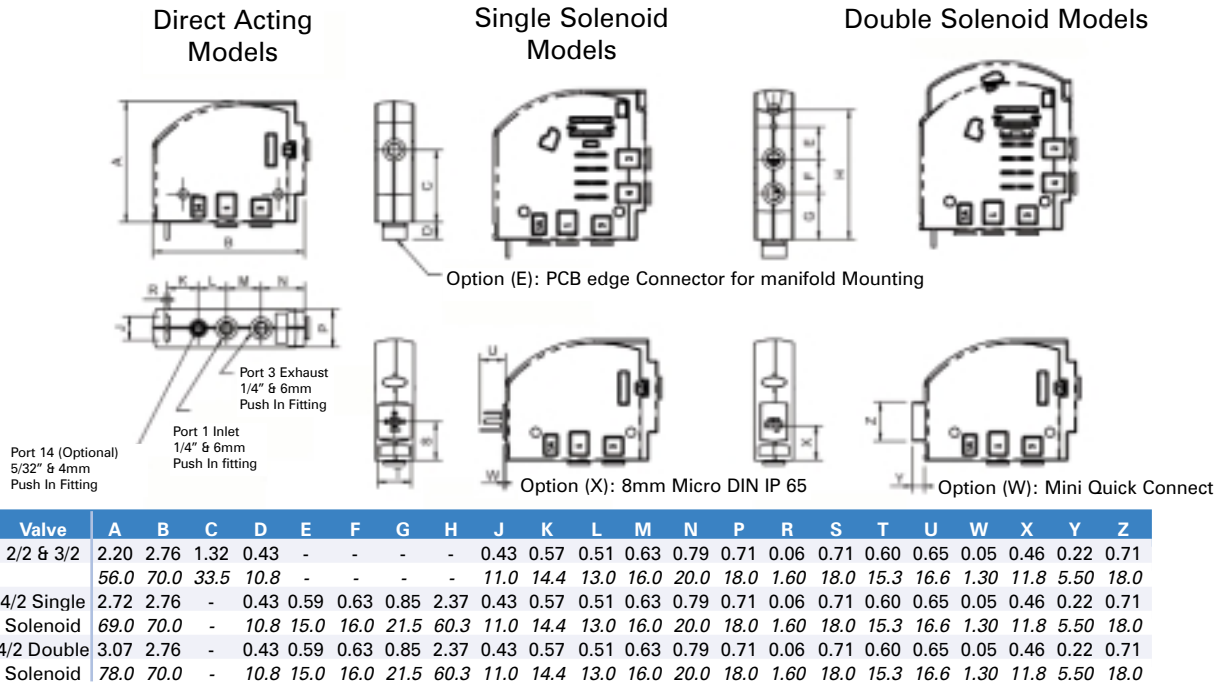 Direct Acting
Models
Single Solenoid
Models
Double Solenoid Models
A
B
C
D
E
F
G
H
Option (E): PCB edge Connector for manifold Mounting
R
K
L
M
N
J
P
Port 3 Exhaust
1/4" & 6mm
Push In Fitting
Port 1 Inlet
1/4" & 6mm
Push In fitting
Port 14 (Optional)
5/32" & 4mm
Push In Fitting
T
U
W
Option (X): 8mm Micro DIN IP 65
X
Z
Y
Option (W): Mini Quick Connect
Valve A B C D E F G H J K L M N P R S T U W X Y Z
2/2 & 3/2 2.20 2.76 1.32 0.43 - - - - 0.43 0.57 0.51 0.63 0.79 0.71 0.06 0.71 0.60 0.65 0.05 0.46 0.22 0.71
56.0 70.0 33.5 10.8 - - - - 11.0 14.4 13.0 16.0 20.0 18.0 1.60 18.0 15.3 16.6 1.30 11.8 5.50 18.0
4/2 Single 2.72 2.76 - 0.43 0.59 0.63 0.85 2.37 0.43 0.57 0.51 0.63 0.79 0.71 0.06 0.71 0.60 0.65 0.05 0.46 0.22 0.71
Solenoid 69.0 70.0 - 10.8 15.0 16.0 21.5 60.3 11.0 14.4 13.0 16.0 20.0 18.0 1.60 18.0 15.3 16.6 1.30 11.8 5.50 18.0
4/2 Double 3.07 2.76 - 0.43 0.59 0.63 0.85 2.37 0.43 0.57 0.51 0.63 0.79 0.71 0.06 0.71 0.60 0.65 0.05 0.46 0.22 0.71
Solenoid 78.0 70.0 - 10.8 15.0 16.0 21.5 60.3 11.0 14.4 13.0 16.0 20.0 18.0 1.60 18.0 15.3 16.6 1.30 11.8 5.50 18.0